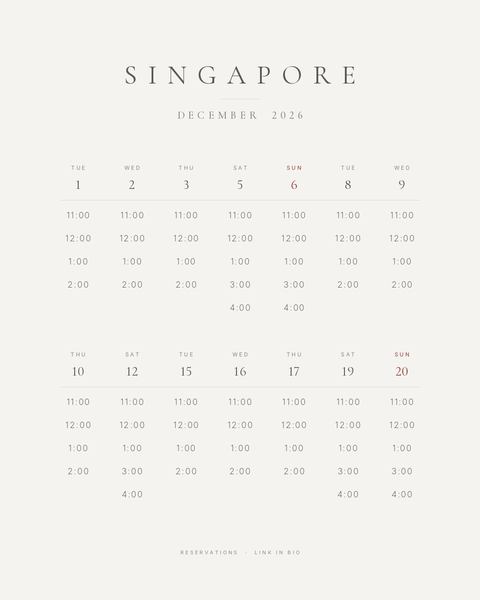 SINGAPORE
DECEMBER 2026
TUE WED THU SAT SUN TUE WED
1 2 3 5 6 8 9
11:00 11:00 11:00 11:00 11:00 11:00 11:00
12:00 12:00 12:00 12:00 12:00 12:00 12:00
1:00 1:00 1:00 1:00 1:00 1:00 1:00
2:00 2:00 2:00 3:00 3:00 2:00 2:00
4:00 4:00
THU SAT TUE WED THU SAT SUN
10 12 15 16 17 19 20
11:00 11:00 11:00 11:00 11:00 11:00 11:00
12:00 12:00 12:00 12:00 12:00 12:00 12:00
1:00 1:00 1:00 1:00 1:00 1:00 1:00
2:00 3:00 2:00 2:00 2:00 3:00 3:00
4:00 4:00 4:00
RESERVATIONS · LINK IN BIO